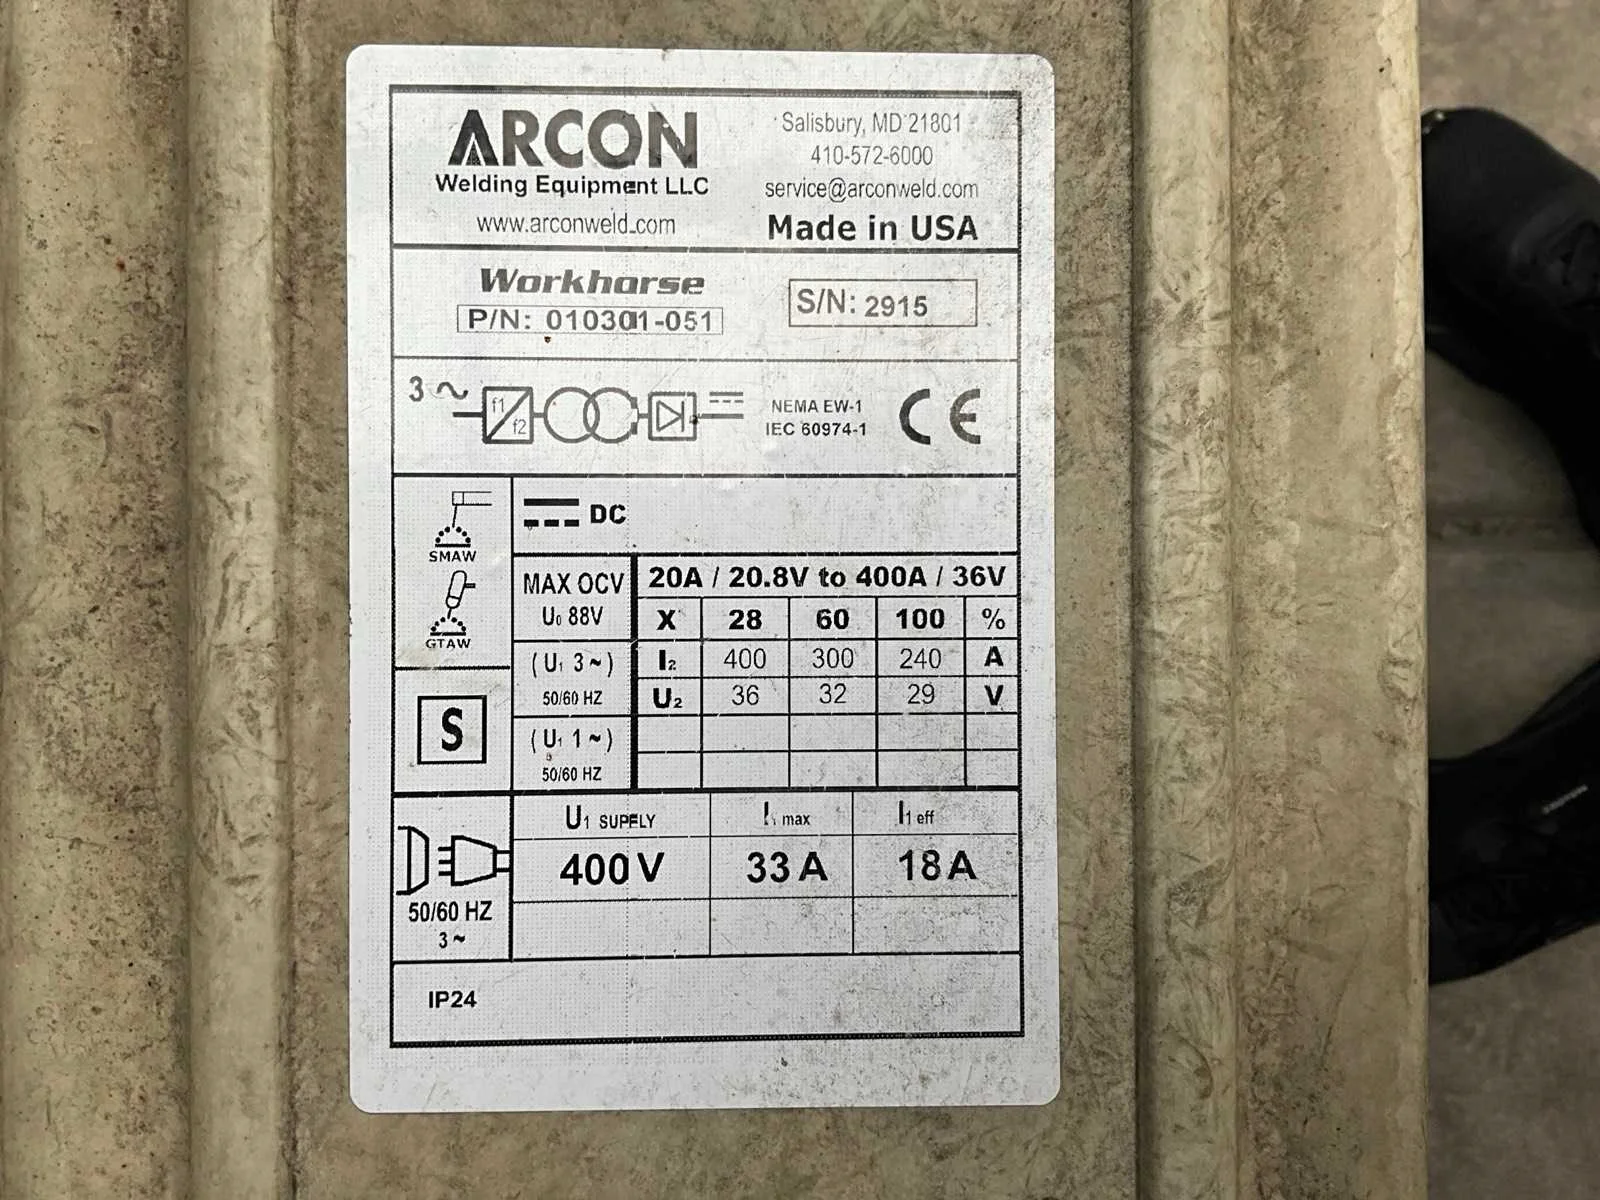 ARCON
Welding Equipment LLC
www.arconweld.com
Salisbury, MD 21801
410-572-6000
service@arconweld.com
Made in USA
Workhorse
P/N: 010301-051
S/N: 2915
3~
f1
f2
NEMA EW-1
IEC 60974-1
CE
SMAW
GTAW
S
DC
MAX OCV
U₀ 88V
20A / 20.8V to 400A / 36V
X 28 60 100 %
(U₁ 3~)
50/60 HZ
I₂ 400 300 240 A
U₂ 36 32 29 V
(U₁ 1~)
50/60 HZ
50/60 HZ
3~
U₁ SUPPLY I₁ max I₁ eff
400V 33A 18A
IP24